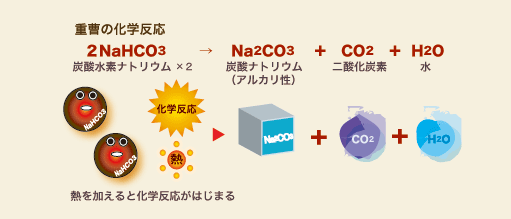 重曹の化学反応
2NaHCO3 → Na2CO3 + CO2 + H2O
炭酸水素ナトリウム ×2 炭酸ナトリウム 二酸化炭素 水
(アルカリ性)
化学反応
NaHCO3
NaHCO3
熱
NaCO3
+
CO2
+
H2O
熱を加えると化学反応がはじまる